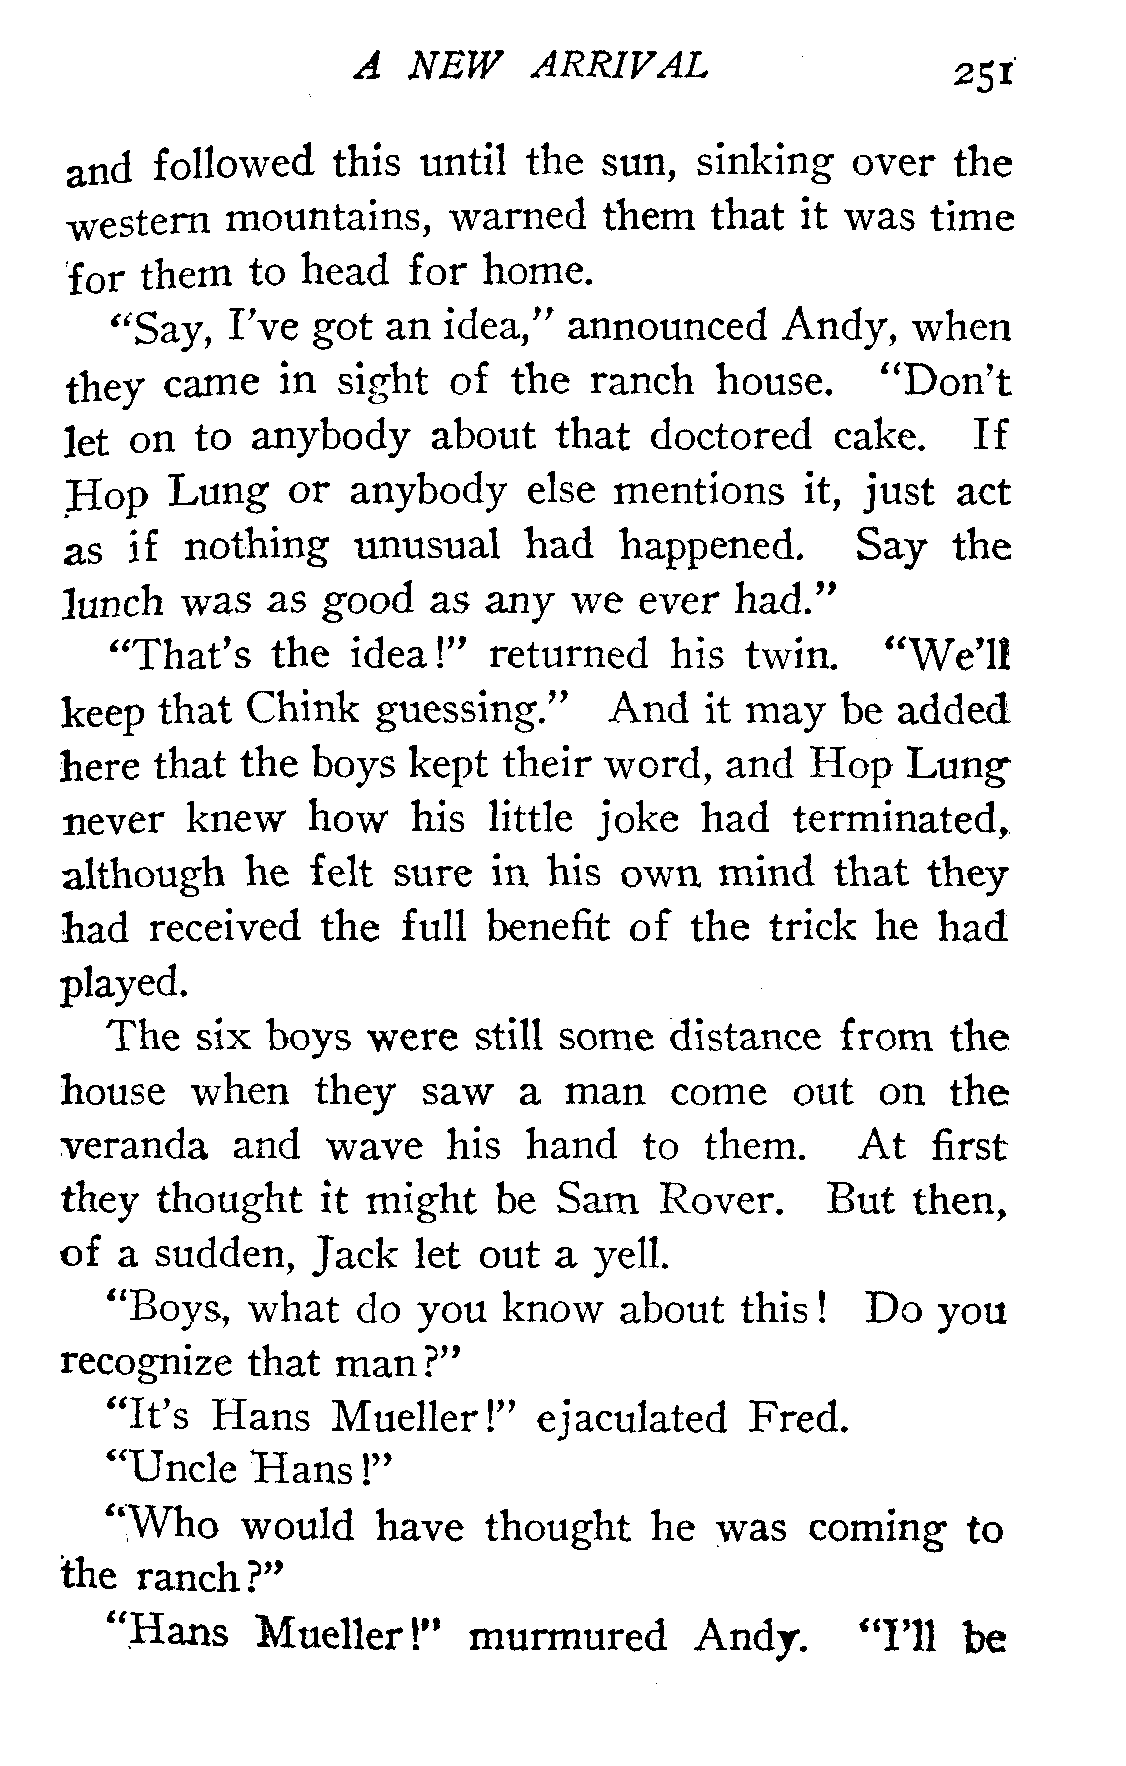 A NEW ARRIVAL 251
and followed this until the sun, sinking over the
western mountains, warned them that it was time
for them to head for home.
"Say, I've got an idea," announced Andy, when
they came in sight of the ranch house. "Don't
let on to anybody about that doctored cake. If
Hop Lung or anybody else mentions it, just act
as if nothing unusual had happened. Say the
lunch was as good as any we ever had."
"That's the idea!" returned his twin. "We'll
keep that Chink guessing." And it may be added
here that the boys kept their word, and Hop Lung
never knew how his little joke had terminated,
although he felt sure in his own mind that they
had received the full benefit of the trick he had
played.
The six boys were still some distance from the
house when they saw a man come out on the
veranda and wave his hand to them. At first
they thought it might be Sam Rover. But then,
of a sudden, Jack let out a yell.
"Boys, what do you know about this! Do you
recognize that man?"
"It's Hans Mueller!" ejaculated Fred.
"Uncle Hans!"
"Who would have thought he was coming to
the ranch?"
"Hans Mueller!" murmured Andy. "I'll be